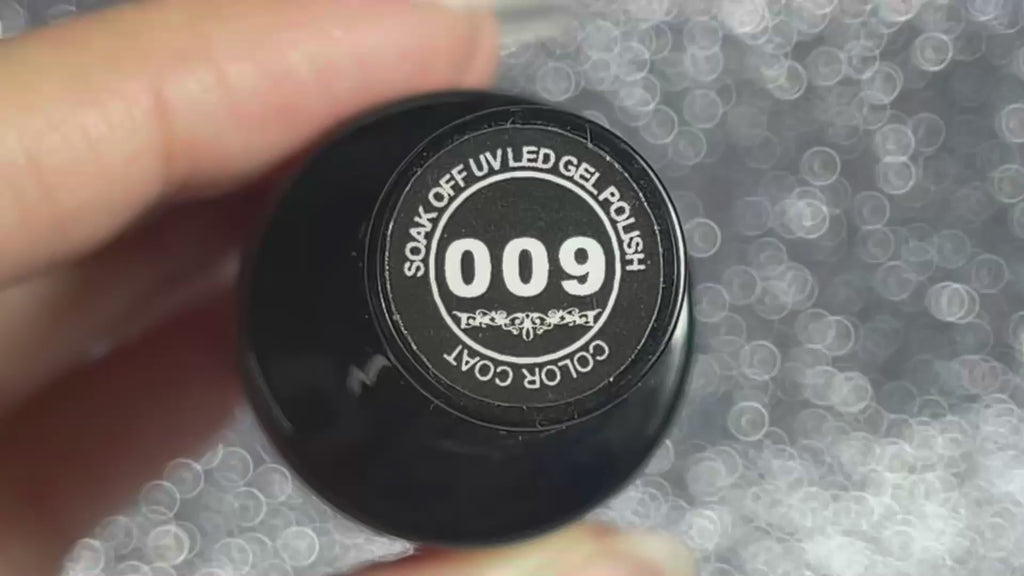 SOAK OFF UV LED GEL POLISH
009
COLOR COAT